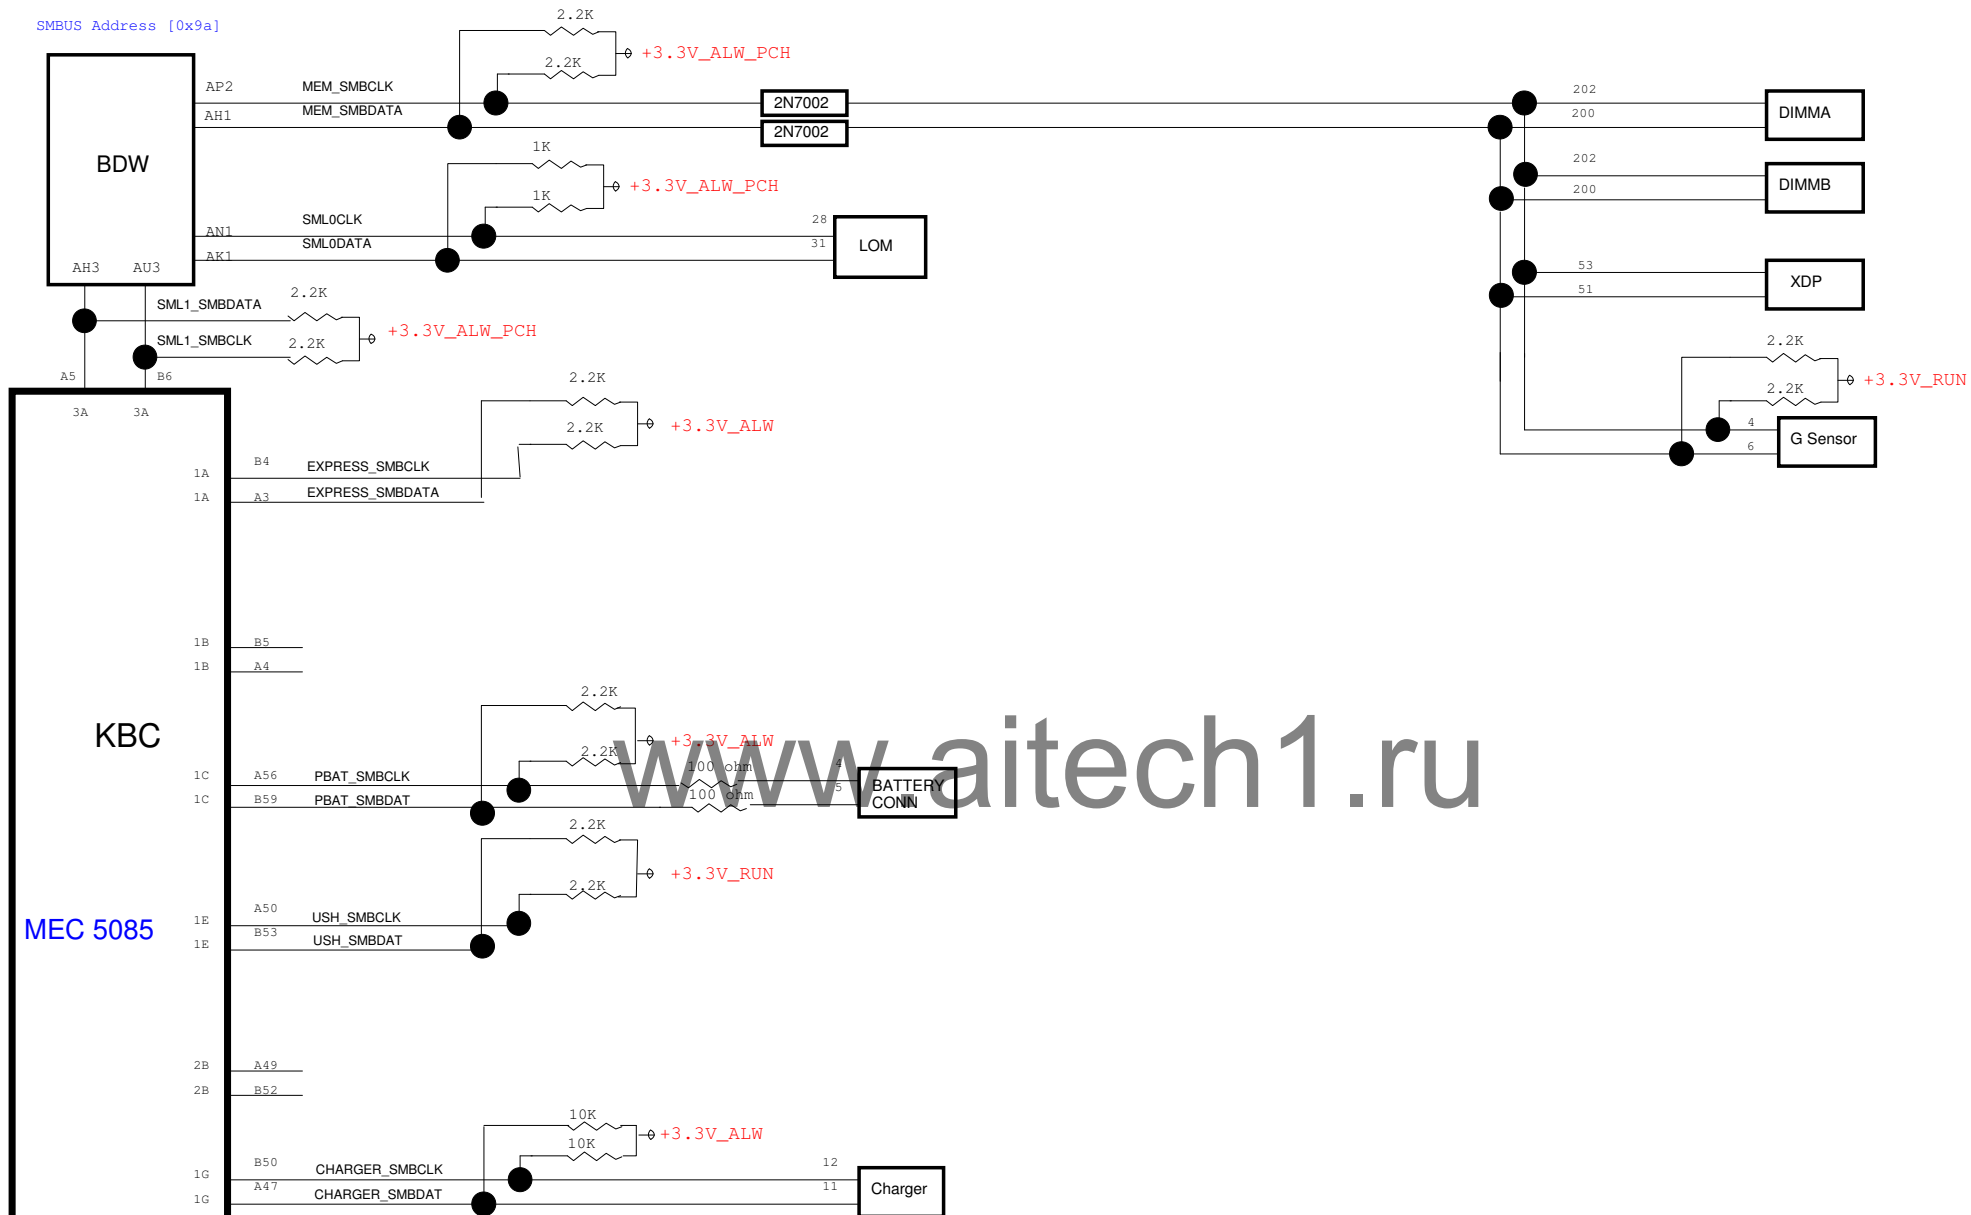 SMBUS Address [0x9a]
2.2K
2.2K
+3.3V_ALW_PCH
AP2
MEM_SMBCLK
2N7002
202
AH1
MEM_SMBDATA
2N7002
200
DIMMA
BDW
1K
1K
+3.3V_ALW_PCH
202
200
DIMMB
AN1
SML0CLK
28
AK1
SML0DATA
31
LOM
AH3
AU3
53
51
XDP
SML1_SMBDATA
2.2K
SML1_SMBCLK
2.2K
+3.3V_ALW_PCH
2.2K
2.2K
+3.3V_RUN
A5
B6
3A
3A
2.2K
2.2K
+3.3V_ALW
4
6
G Sensor
1A
B4
EXPRESS_SMBCLK
1A
A3
EXPRESS_SMBDATA
1B
B5
1B
A4
KBC
2.2K
2.2K
+3.3V_ALW
1C
A56
PBAT_SMBCLK
100 ohm
4
1C
B59
PBAT_SMBDAT
100 ohm
5
BATTERY
CONN
www.aitech1.ru
2.2K
2.2K
+3.3V_RUN
MEC 5085
1E
A50
USH_SMBCLK
1E
B53
USH_SMBDAT
2B
A49
2B
B52
10K
10K
+3.3V_ALW
1G
B50
CHARGER_SMBCLK
12
1G
A47
CHARGER_SMBDAT
11
Charger